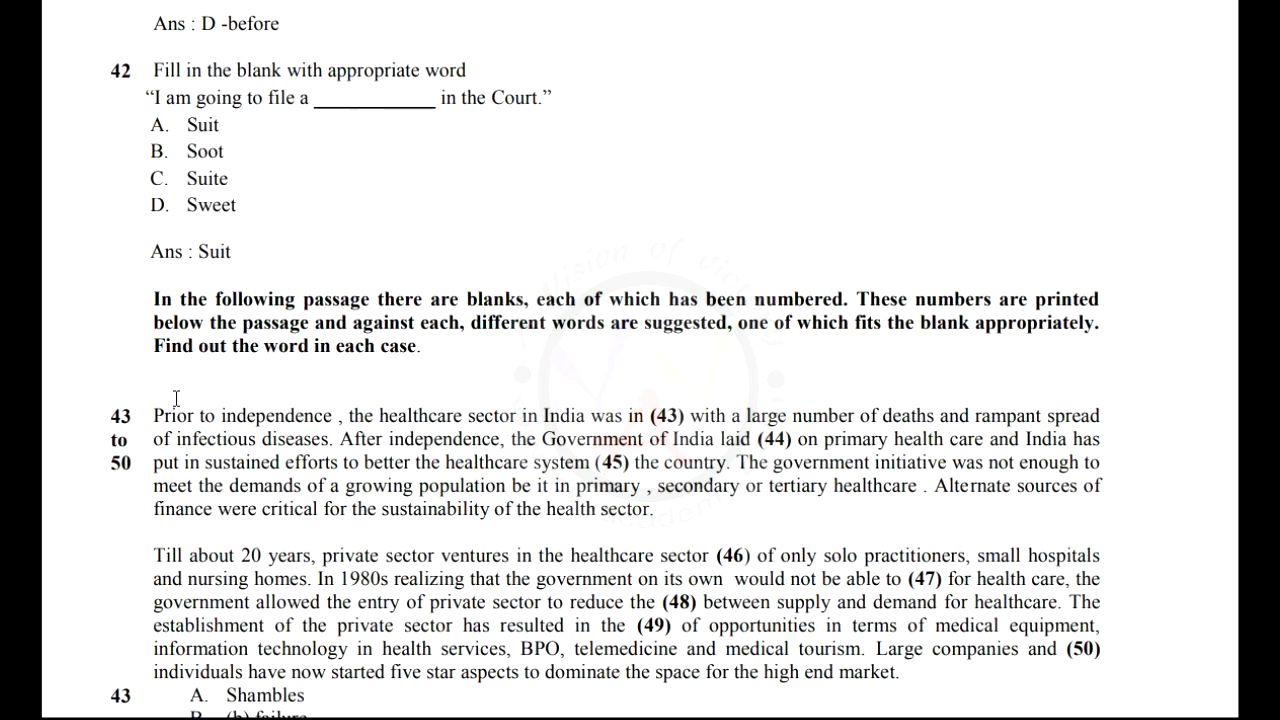 Ans : D -before
42 Fill in the blank with appropriate word
“I am going to file a ____________ in the Court.”
A. Suit
B. Soot
C. Suite
D. Sweet
Ans : Suit
In the following passage there are blanks, each of which has been numbered. These numbers are printed
below the passage and against each, different words are suggested, one of which fits the blank appropriately.
Find out the word in each case.
43 Prior to independence , the healthcare sector in India was in (43) with a large number of deaths and rampant spread
to of infectious diseases. After independence, the Government of India laid (44) on primary health care and India has
50 put in sustained efforts to better the healthcare system (45) the country. The government initiative was not enough to
meet the demands of a growing population be it in primary , secondary or tertiary healthcare . Alternate sources of
finance were critical for the sustainability of the health sector.
Till about 20 years, private sector ventures in the healthcare sector (46) of only solo practitioners, small hospitals
and nursing homes. In 1980s realizing that the government on its own would not be able to (47) for health care, the
government allowed the entry of private sector to reduce the (48) between supply and demand for healthcare. The
establishment of the private sector has resulted in the (49) of opportunities in terms of medical equipment,
information technology in health services, BPO, telemedicine and medical tourism. Large companies and (50)
individuals have now started five star aspects to dominate the space for the high end market.
43 A. Shambles
B. (b) failure